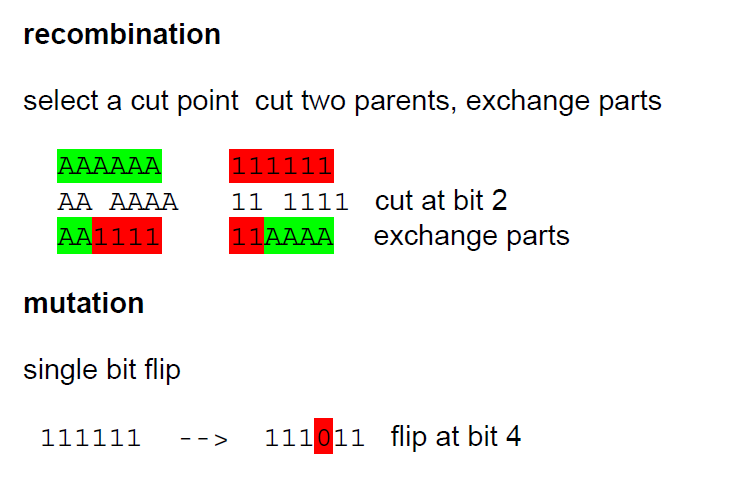 recombination
select a cut point  cut two parents, exchange parts
AAAAAA 111111
AA AAAA 11 1111 cut at bit 2
AA1111 11AAAA exchange parts
mutation
single bit flip
111111 --> 111011 flip at bit 4